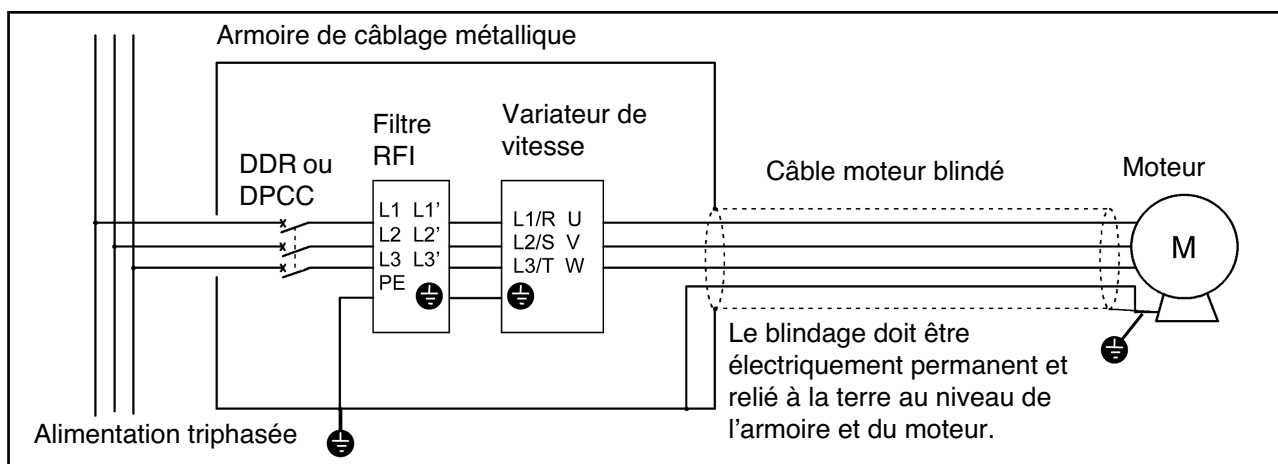 Armoire de câblage métallique
Filtre
RFI
Variateur de
vitesse
DDR ou
DPCC
Câble moteur blindé
Moteur
L1 L1’
L2 L2’
L3 L3’
PE
L1/R U
L2/S V
L3/T W
M
Le blindage doit être
électriquement permanent et
relié à la terre au niveau de
l’armoire et du moteur.
Alimentation triphasée